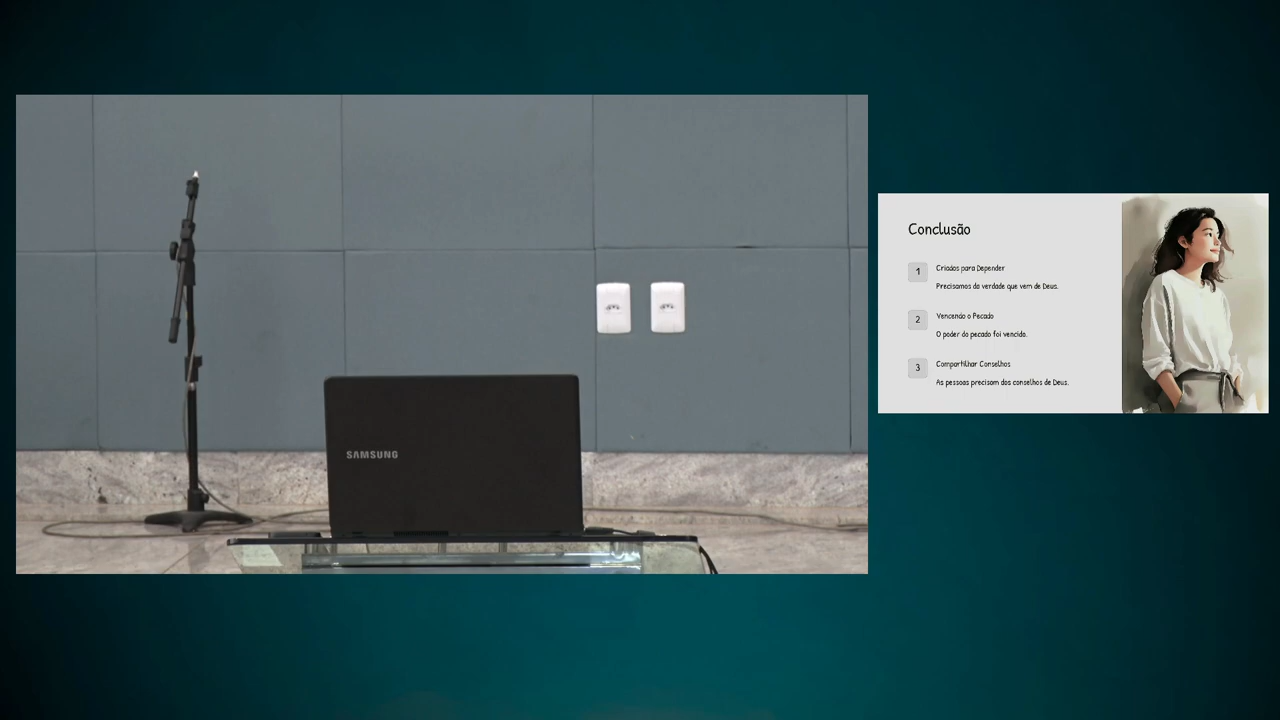 SAMSUNG
Conclusão
1
Criados para Depender
Precisamos da verdade que vem de Deus.
2
Vencendo o Pecado
O poder do pecado foi vencido.
3
Compartilhar Conselhos
As pessoas precisam dos conselhos de Deus.